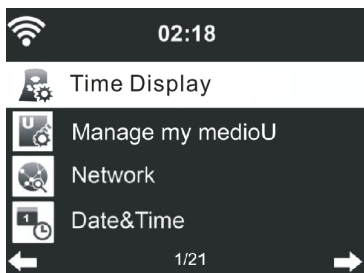 02:18
Time Display
Manage my medioU
Network
Date&Time
1/21